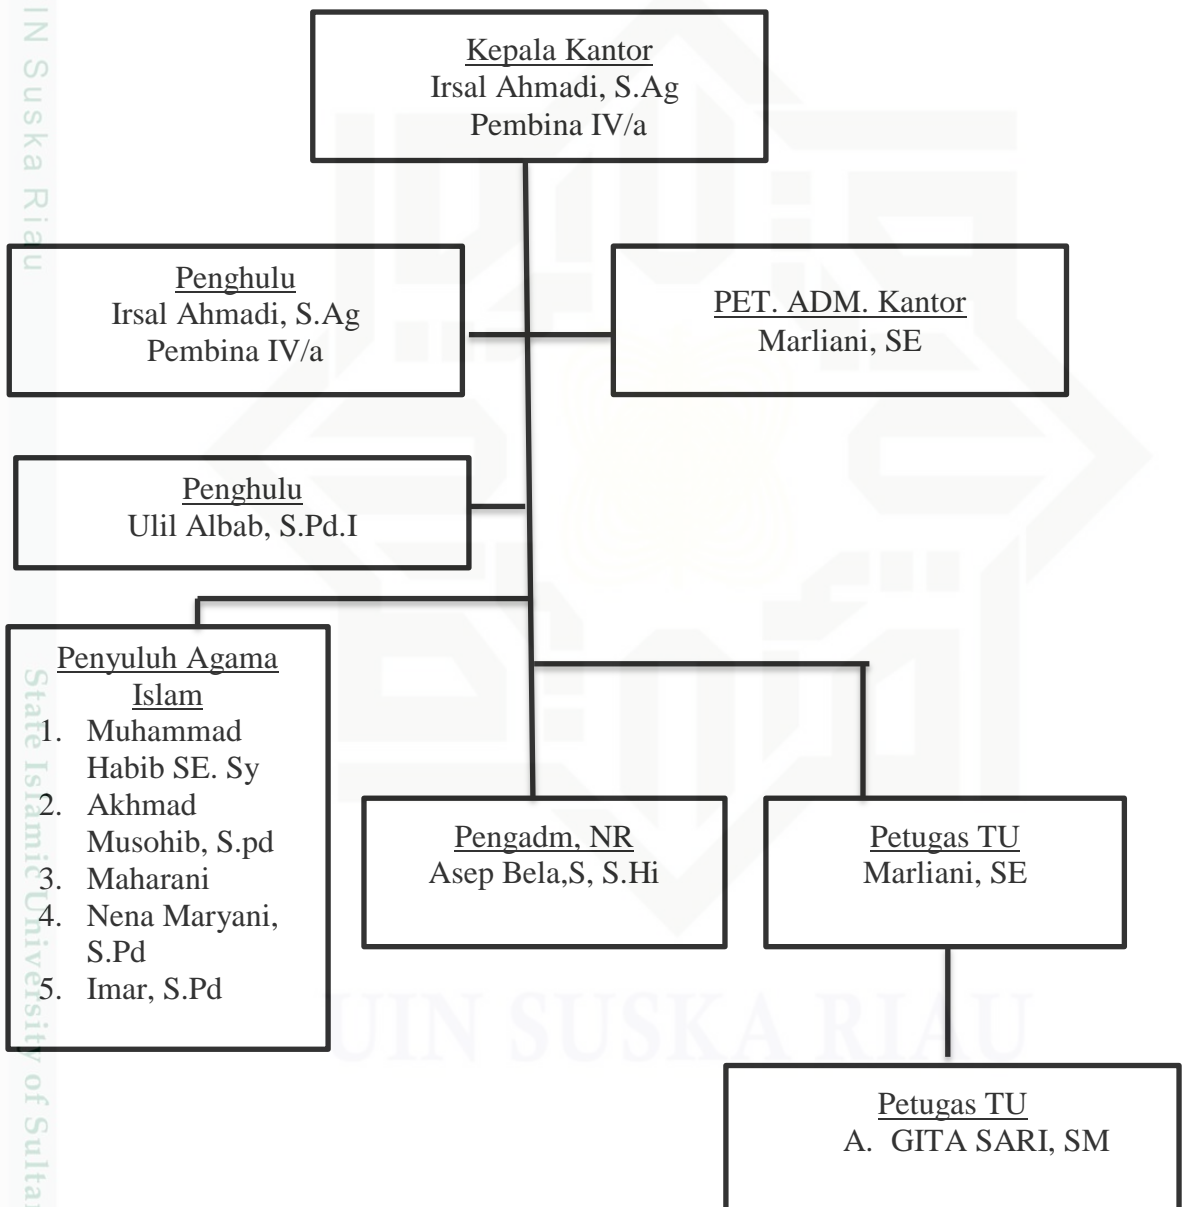 Kepala Kantor
Irsal Ahmadi, S.Ag
Pembina IV/a
Penghulu
Irsal Ahmadi, S.Ag
Pembina IV/a
PET. ADM. Kantor
Marliani, SE
Penghulu
Ulil Albab, S.Pd.I
Penyuluh Agama
Islam
1. Muhammad
Habib SE. Sy
2. Akhmad
Musohib, S.pd
3. Maharani
4. Nena Maryani,
S.Pd
5. Imar, S.Pd
Pengadm, NR
Asep Bela,S, S.Hi
Petugas TU
Marliani, SE
Petugas TU
A. GITA SARI, SM
UIN SUSKA RIAU
IN Suska Riau
State Islamic University of Sultan